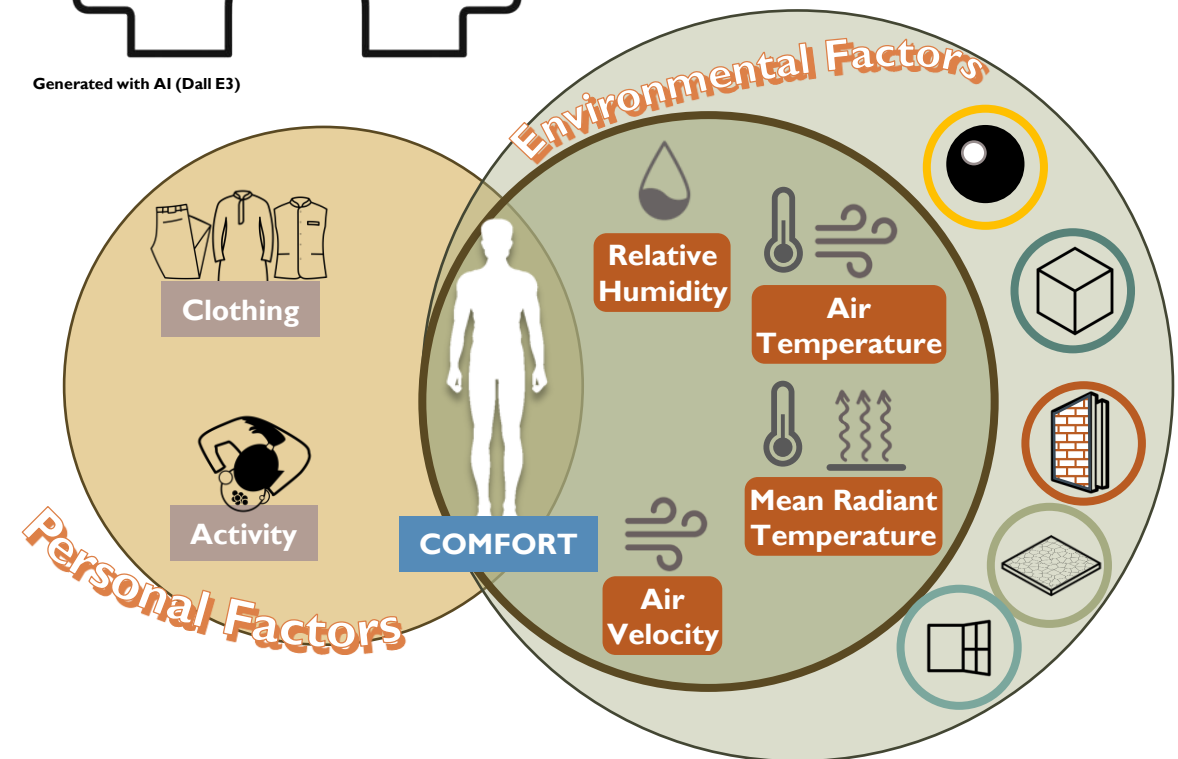 Generated with AI (Dall E3)
Environmental Factors
Relative
Humidity
Air
Temperature
Clothing
Mean Radiant
Temperature
Activity
COMFORT
Air
Velocity
Personal Factors